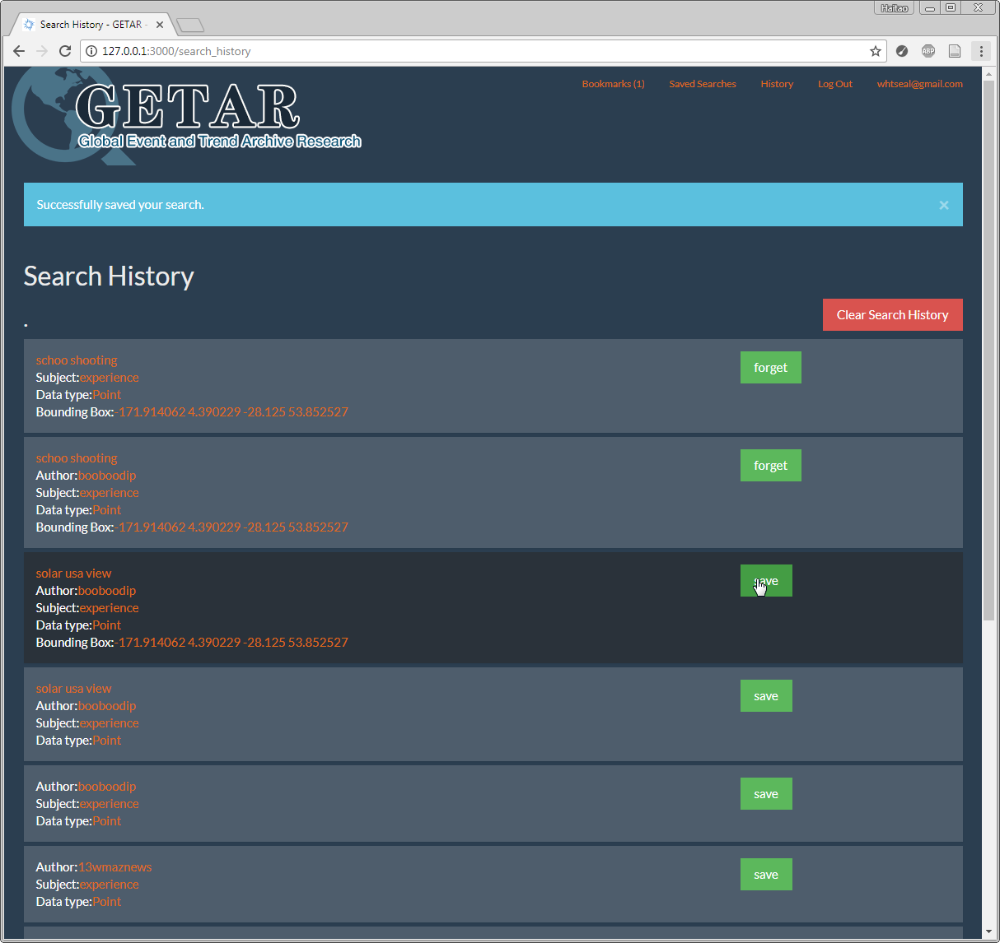 Haitao
Search History - GETAR -
127.0.0.1:3000/search_history
ABP
Bookmarks (1) Saved Searches History Log Out whtseal@gmail.com
GETAR
Global Event and Trend Archive Research
Successfully saved your search. ×
Search History
.
Clear Search History
schoo shooting
forget
Subject:experience
Data type:Point
Bounding Box:-171.914062 4.390229 -28.125 53.852527
schoo shooting
forget
Author:booboodip
Subject:experience
Data type:Point
Bounding Box:-171.914062 4.390229 -28.125 53.852527
solar usa view
save
Author:booboodip
Subject:experience
Data type:Point
Bounding Box:-171.914062 4.390229 -28.125 53.852527
solar usa view
save
Author:booboodip
Subject:experience
Data type:Point
Author:booboodip
save
Subject:experience
Data type:Point
Author:13wmaznews
save
Subject:experience
Data type:Point